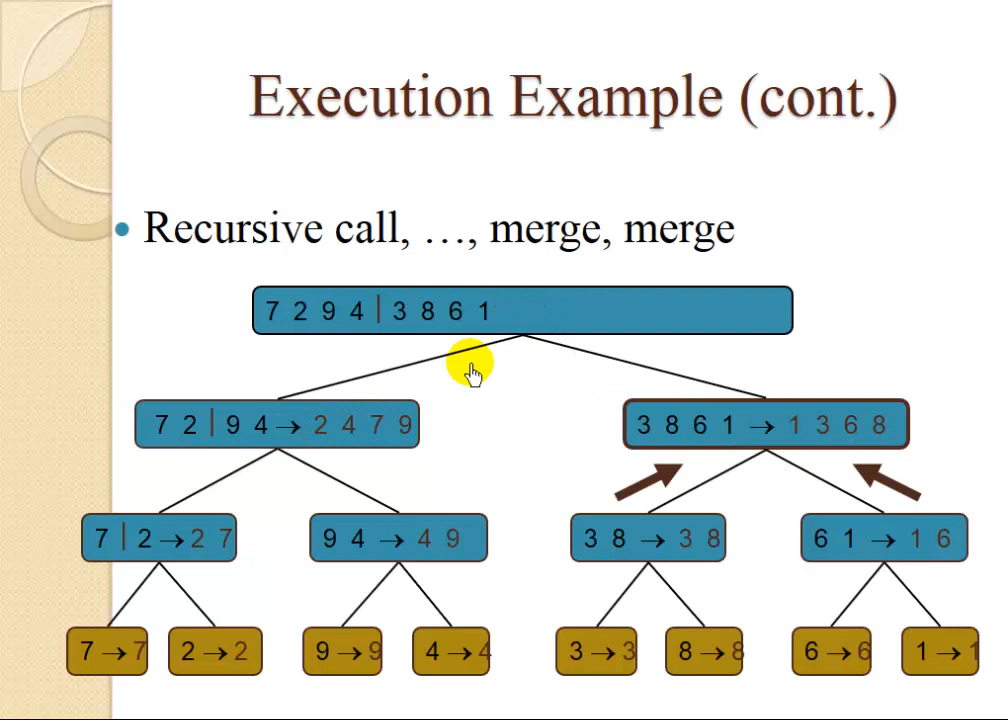 Execution Example (cont.)
• Recursive call, …, merge, merge
7 2 9 4 | 3 8 6 1
7 2 | 9 4 → 2 4 7 9
3 8 6 1 → 1 3 6 8
7 | 2 → 2 7
9 4 → 4 9
3 8 → 3 8
6 1 → 1 6
7 → 7
2 → 2
9 → 9
4 → 4
3 → 3
8 → 8
6 → 6
1 → 1